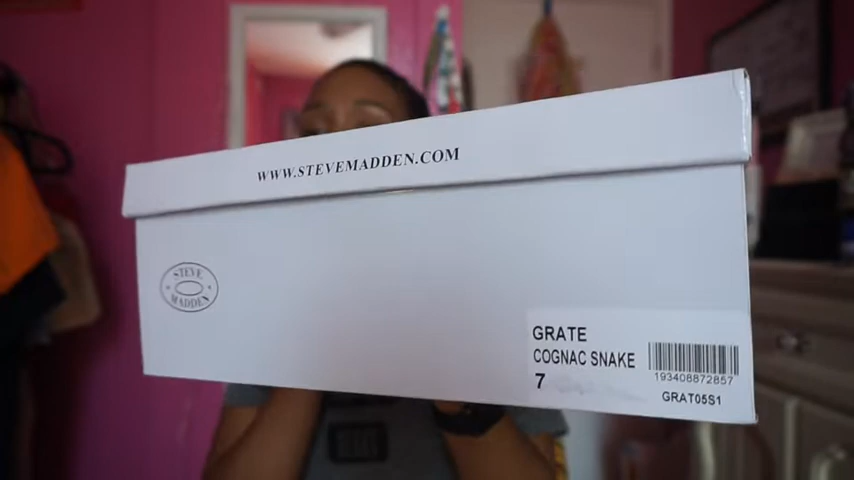 WWW.STEVEMADDEN.COM
STEVE
MADDEN
GRATE
COGNAC SNAKE
7
193408872857
GRAT05S1